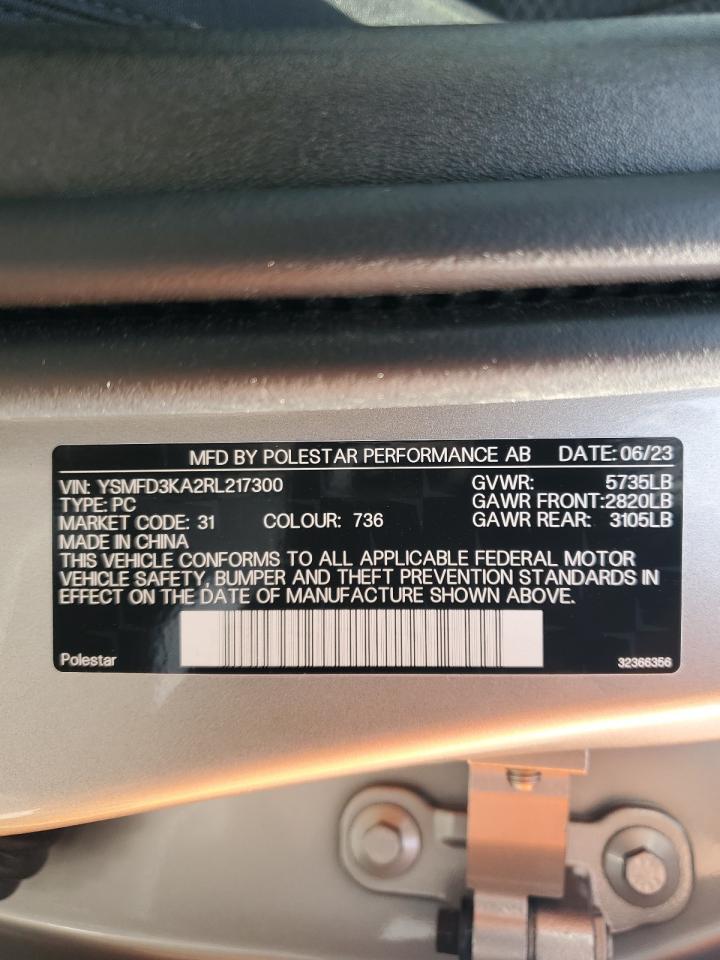 MFD BY POLESTAR PERFORMANCE AB DATE: 06/23
VIN: YSMFD3KA2RL217300 GVWR: 5735LB
TYPE: PC GAWR FRONT:2820LB
MARKET CODE: 31 COLOUR: 736 GAWR REAR: 3105LB
MADE IN CHINA
THIS VEHICLE CONFORMS TO ALL APPLICABLE FEDERAL MOTOR
VEHICLE SAFETY, BUMPER AND THEFT PREVENTION STANDARDS IN
EFFECT ON THE DATE OF MANUFACTURE SHOWN ABOVE.
Polestar 32366356